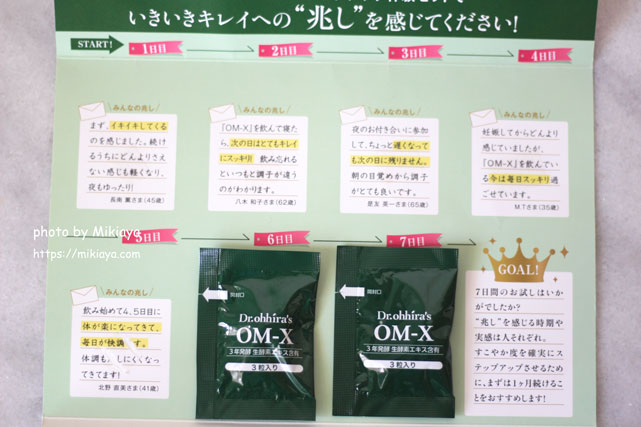 いきいきキレイへの"兆し"を感じてください!
START!
1日目
2日目
3日目
4日目
みんなの兆し
まず、イキイキしてくる
のを感じました。続け
るうちにどんよりさえ
ない感じも軽くなり、
夜もゆったり!
長南 薫さま(45歳)
みんなの兆し
「OM-X」を飲んで寝た
ら、次の日はとてもキレイ
にスッキリ! 飲み忘れる
といつもと調子が違う
のがわかります。
八木 和子さま(62歳)
みんなの兆し
夜のお付き合いに参加
して、ちょっと遅くなって
も次の日に残りません。
朝の目覚めから調子
がとても良いです。
是友 英一さま(65歳)
みんなの兆し
妊娠してからどんより
感じていましたが、
「OM-X」を飲んでいる
今は毎日スッキリ過
ごせています。
M.Tさま(35歳)
photo by Mikiaya
https://mikiaya.com
5日目
6日目
7日目
みんなの兆し
飲み始めて4、5日目に
体が楽になってきて、
毎日が快調です。
体調も
しくなって
きてます!
北野 直美さま(41歳)
開封口
Dr.ohhira's
OM-X
3年発酵 生酵素エキス含有
3粒入り
開封口
Dr.ohhira's
OM-X
3年発酵 生酵素エキス含有
3粒入り
GOAL!
7日間のお試しはいか
がでしたか?
"兆し"を感じる時期や
実感は人それぞれ。
すこやか度を確実にス
テップアップさせるため
に、まずは1ヶ月続けるこ
とをおすすめします!